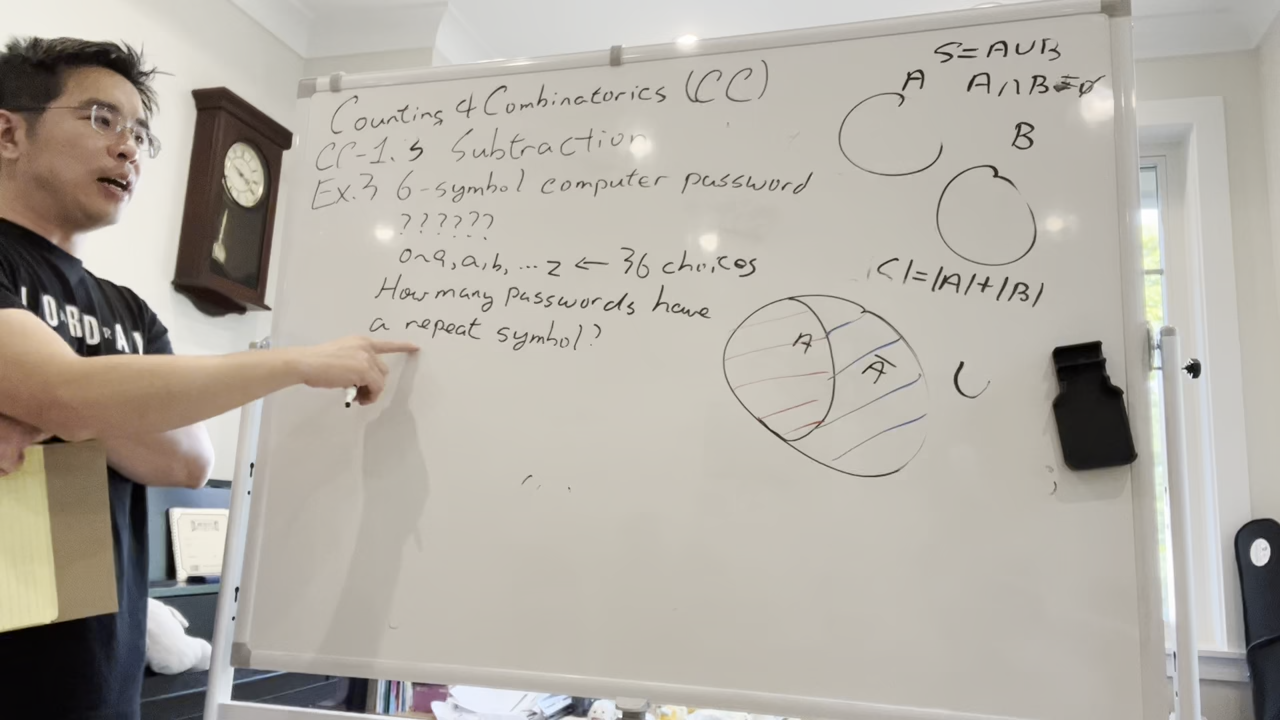 Counting & Combinatorics (CC)
CC-1.3 Subtraction
Ex.3 6-symbol computer password
??????
0~9, a, b, ... z ← 36 choices
How many passwords have
a repeat symbol?
S=A∪B
A A∩B=∅
B
|=|A|+|B|
A
Ā